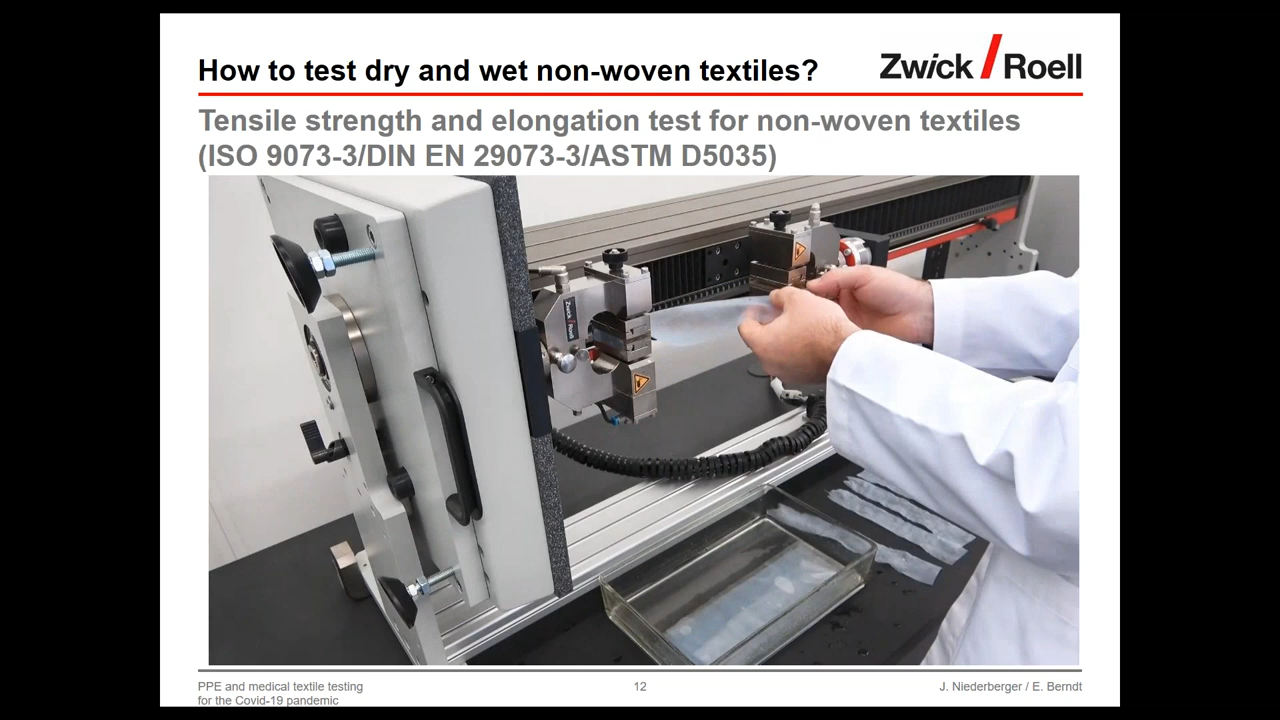 How to test dry and wet non-woven textiles?
Zwick/Roell
Tensile strength and elongation test for non-woven textiles
(ISO 9073-3/DIN EN 29073-3/ASTM D5035)
Zwick/Roell
PPE and medical textile testing
for the Covid-19 pandemic
12
J. Niederberger / E. Berndt